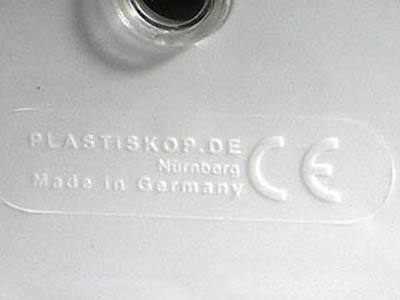 PLASTISKOP.DE
Nürnberg
Made in Germany
CE